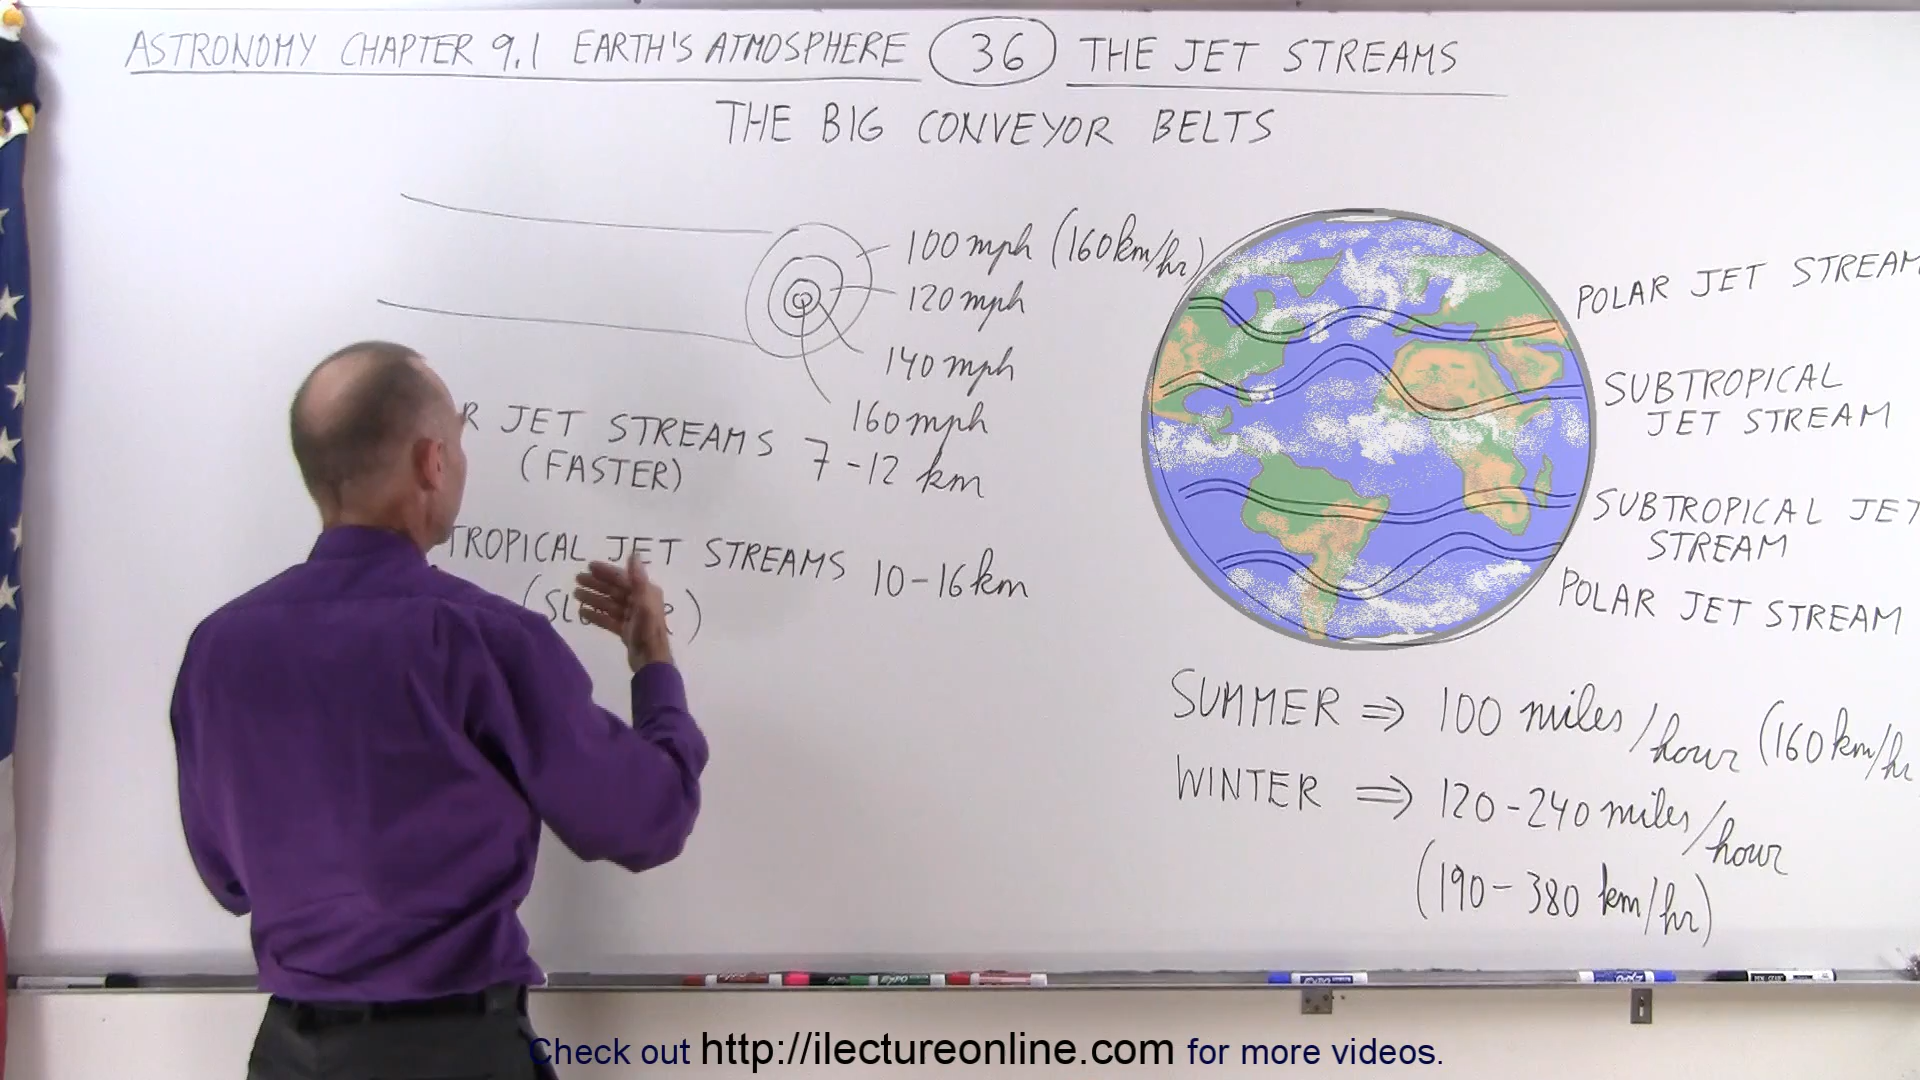 ASTRONOMY CHAPTER 9.1 EARTH'S ATMOSPHERE 36 THE JET STREAMS
THE BIG CONVEYOR BELTS
100 mph (160 km/hr)
120 mph
140 mph
160 mph
R JET STREAMS 7-12 km
(FASTER)
TROPICAL JET STREAMS 10-16 km
POLAR JET STREAM
SUBTROPICAL
JET STREAM
SUBTROPICAL JET
STREAM
POLAR JET STREAM
SUMMER ⇒ 100 miles/hour (160 km/hr
WINTER ⇒ 120-240 miles/hour
(190-380 km/hr)
Check out http://ilectureonline.com for more videos.